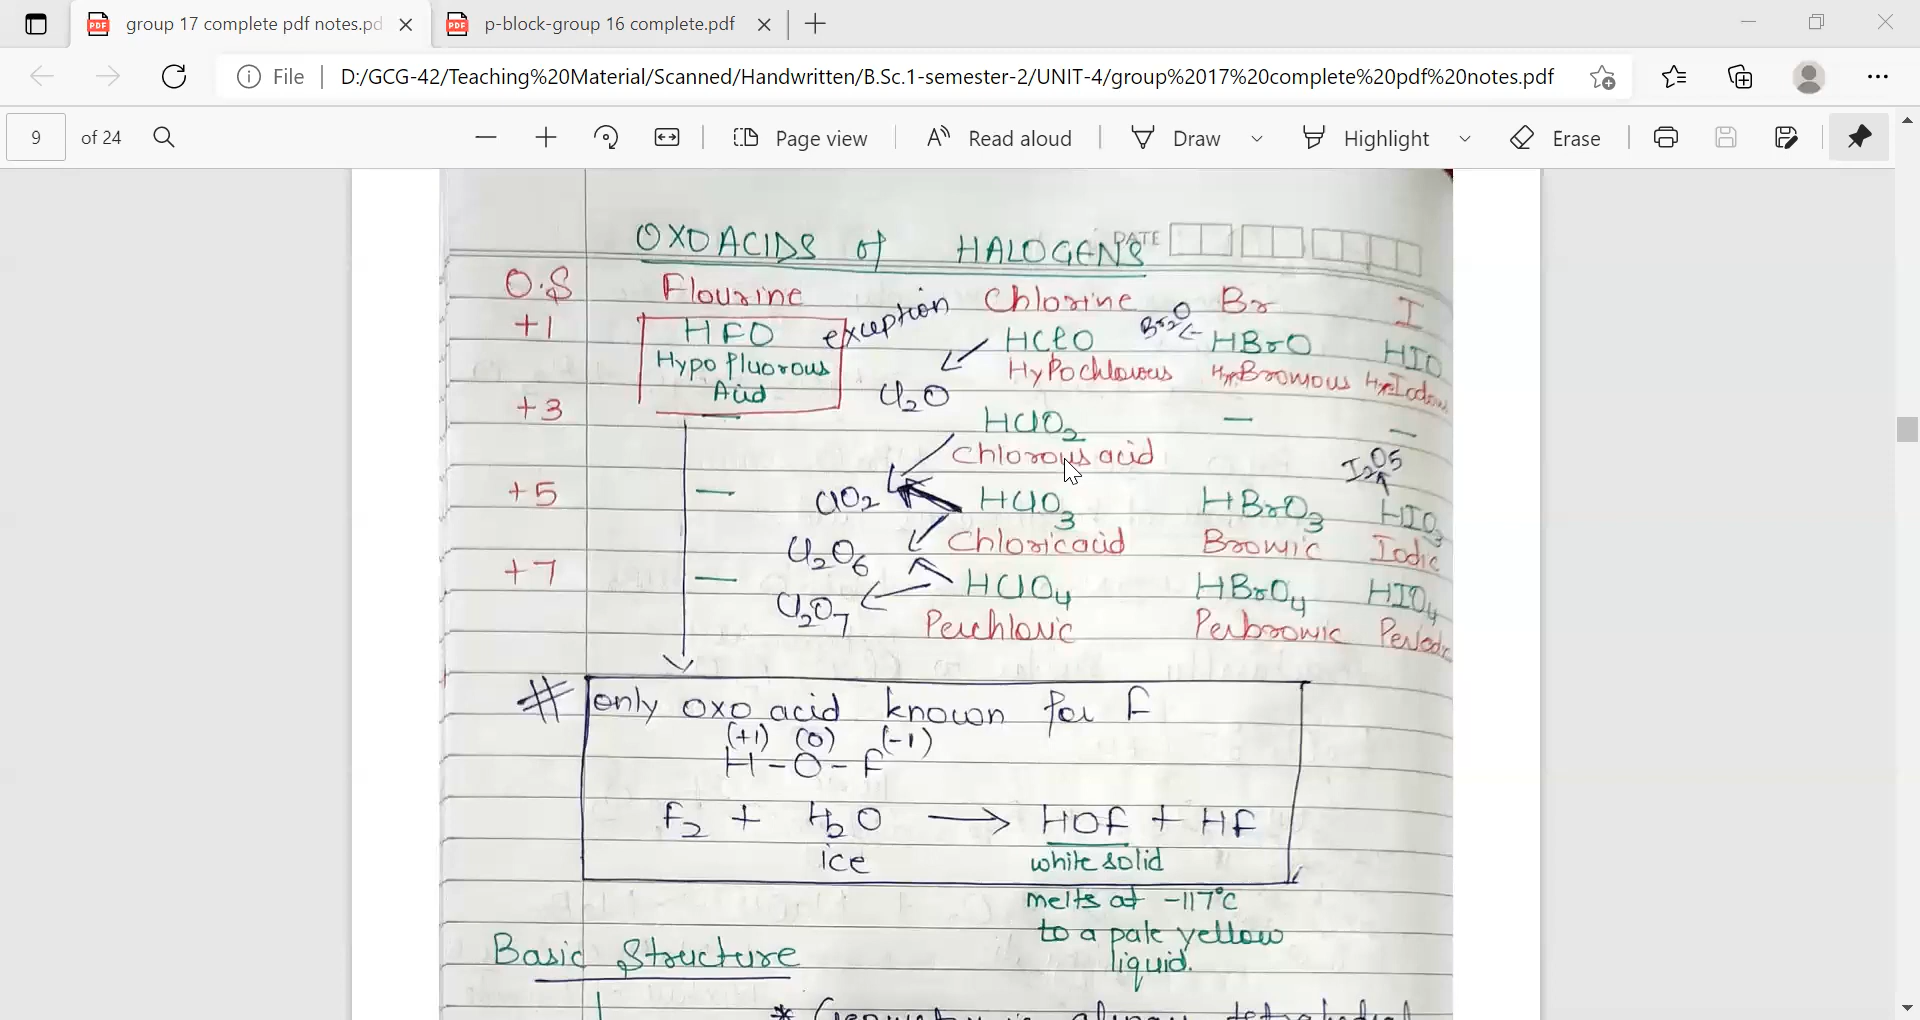 group 17 complete pdf notes.pd
p-block-group 16 complete.pdf
File
D:/GCG-42/Teaching%20Material/Scanned/Handwritten/B.Sc.1-semester-2/UNIT-4/group%2017%20complete%20pdf%20notes.pdf
9 of 24
Page view
Read aloud
Draw
Highlight
Erase
DATE
OXOACIDS of HALOGENS
O.S Flourine Chlorine Br I
+1 HFO exception HClO Br2O HBrO HIO
Hypo fluorous Acid
Hypochlorous HypoBromous HypoIodous
Cl2O
+3 — HClO2 — —
Chlorous acid
I2O5
+5 — ClO2 HClO3 HBrO3 HIO3
Cl2O6 Chloric acid Bromic Iodic
+7 — HClO4 HBrO4 HIO4
Cl2O7 Perchloric Perbromic Periodic
# only oxo acid known for F
(+1) (0) (-1)
H-O-F
F2 + H2O → HOF + HF
ice white solid
melts at -117°C
to a pale yellow
liquid.
Basic Structure